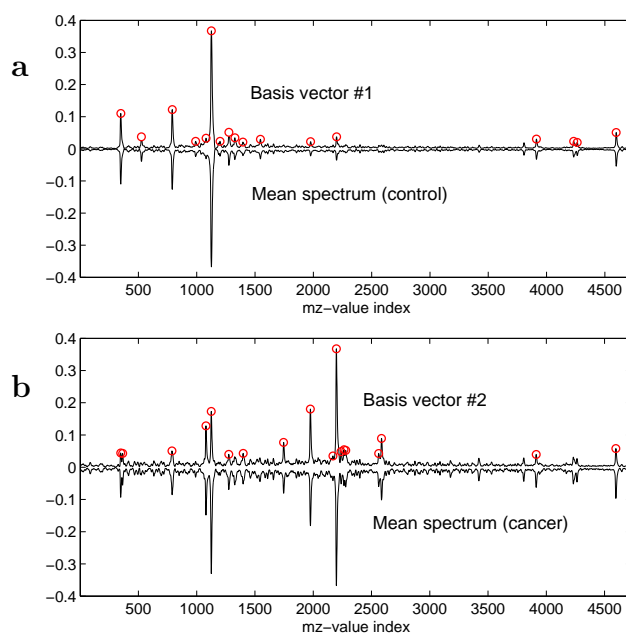 a
0.4
0.3
0.2
0.1
0
−0.1
−0.2
−0.3
−0.4
Basis vector #1
Mean spectrum (control)
500 1000 1500 2000 2500 3000 3500 4000 4500
mz−value index
b
0.4
0.3
0.2
0.1
0
−0.1
−0.2
−0.3
−0.4
Basis vector #2
Mean spectrum (cancer)
500 1000 1500 2000 2500 3000 3500 4000 4500
mz−value index